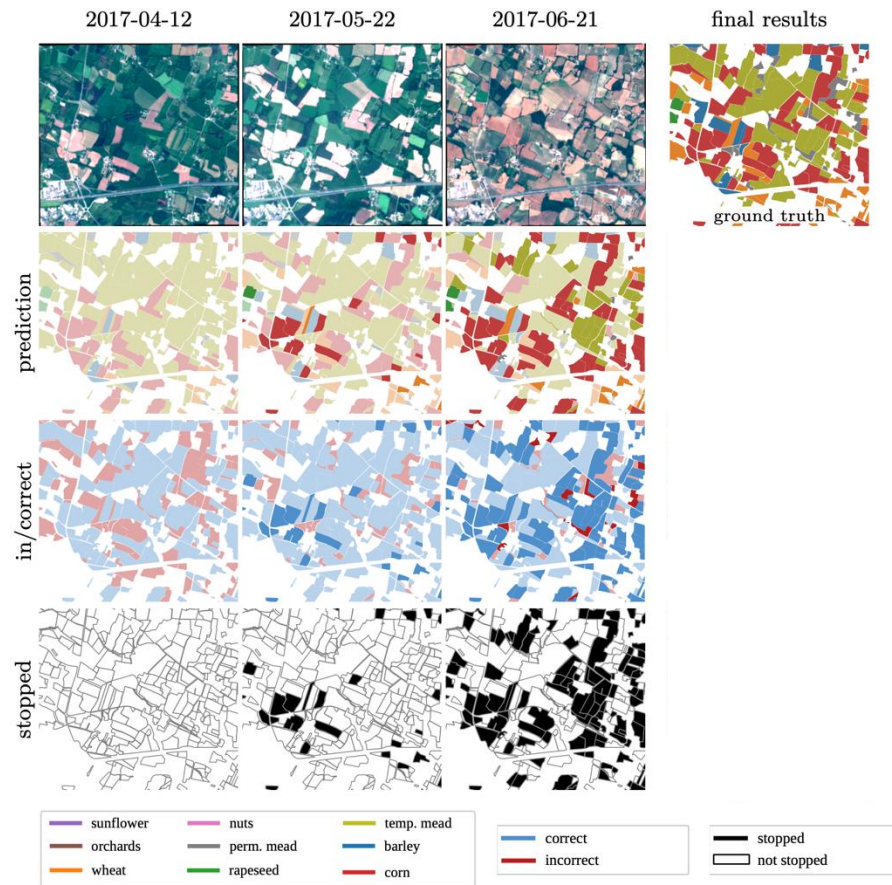 2017-04-12 2017-05-22 2017-06-21 final results
ground truth
prediction
in/correct
stopped
sunflower nuts temp. mead correct stopped
orchards perm. mead barley incorrect not stopped
wheat rapeseed corn